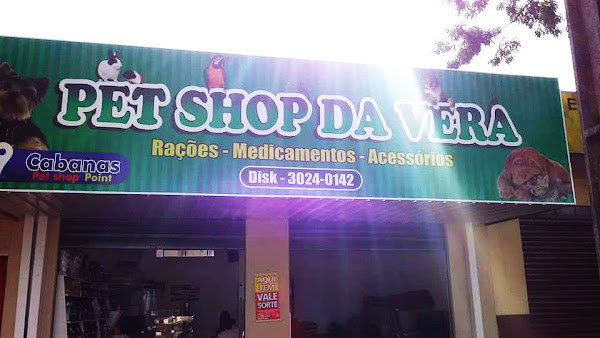 PET SHOP DA VERA
Rações - Medicamentos - Acessórios
Disk - 3024-0142
Cabanas
Pet shop Point
AQUI
TEM
VALE
SORTE